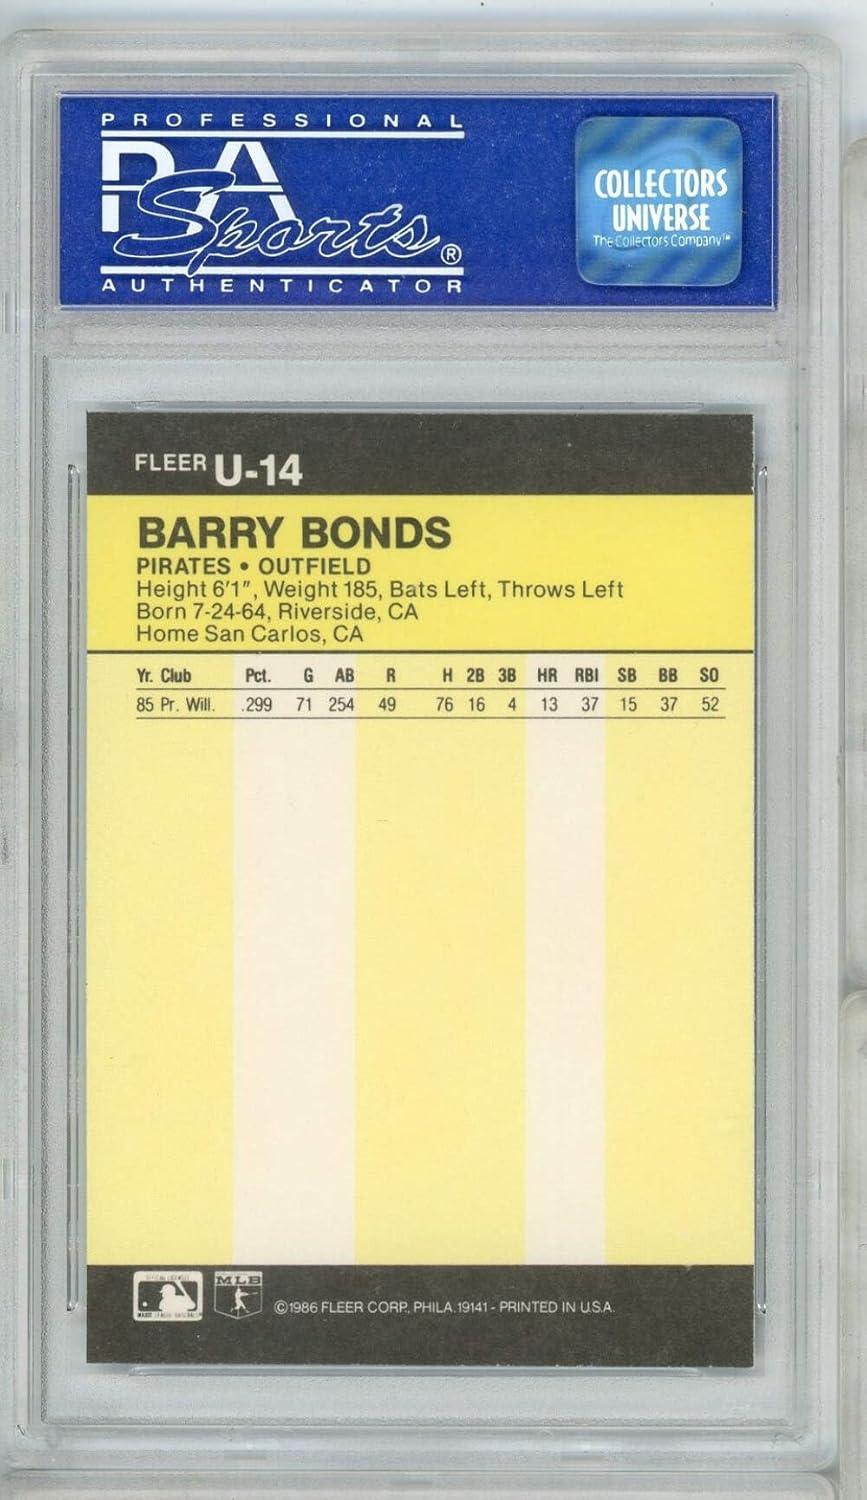 PROFESSIONAL
PSA
Sports®
AUTHENTICATOR
COLLECTORS
UNIVERSE
The Collectors Company™
FLEER U-14
BARRY BONDS
PIRATES • OUTFIELD
Height 6'1", Weight 185, Bats Left, Throws Left
Born 7-24-64, Riverside, CA
Home San Carlos, CA
Yr. Club Pct. G AB R H 2B 3B HR RBI SB BB SO
85 Pr. Will. .299 71 254 49 76 16 4 13 37 15 37 52
MLB
©1986 FLEER CORP., PHILA. 19141 - PRINTED IN U.S.A.